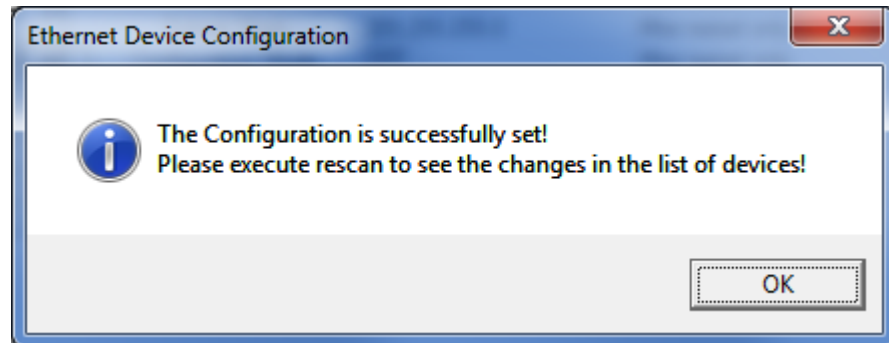 Ethernet Device Configuration
The Configuration is successfully set!
Please execute rescan to see the changes in the list of devices!
OK